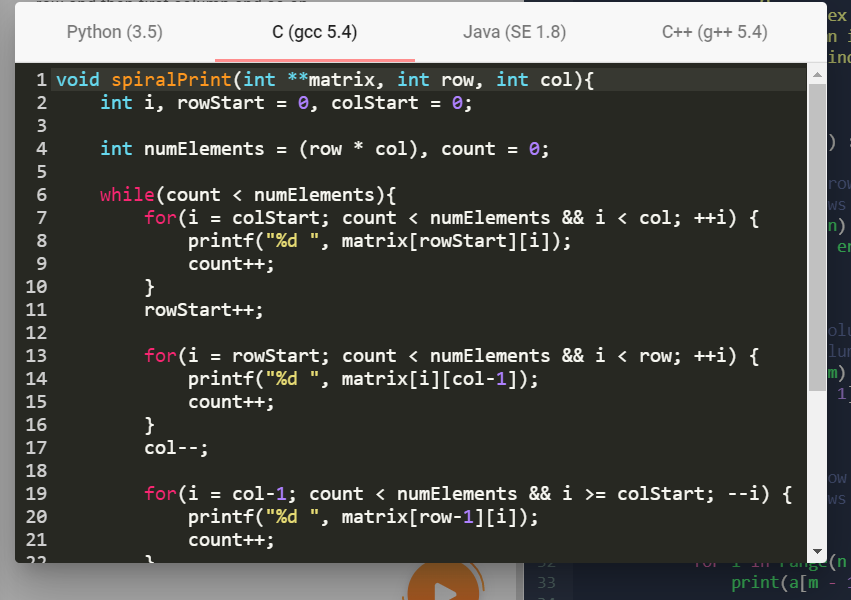 Python (3.5) C (gcc 5.4) Java (SE 1.8) C++ (g++ 5.4)
1 void spiralPrint(int **matrix, int row, int col){
2     int i, rowStart = 0, colStart = 0;
3
4     int numElements = (row * col), count = 0;
5
6     while(count < numElements){
7         for(i = colStart; count < numElements && i < col; ++i) {
8             printf("%d ", matrix[rowStart][i]);
9             count++;
10         }
11         rowStart++;
12
13         for(i = rowStart; count < numElements && i < row; ++i) {
14             printf("%d ", matrix[i][col-1]);
15             count++;
16         }
17         col--;
18
19         for(i = col-1; count < numElements && i >= colStart; --i) {
20             printf("%d ", matrix[row-1][i]);
21             count++;
22         }
33 print(a[m -